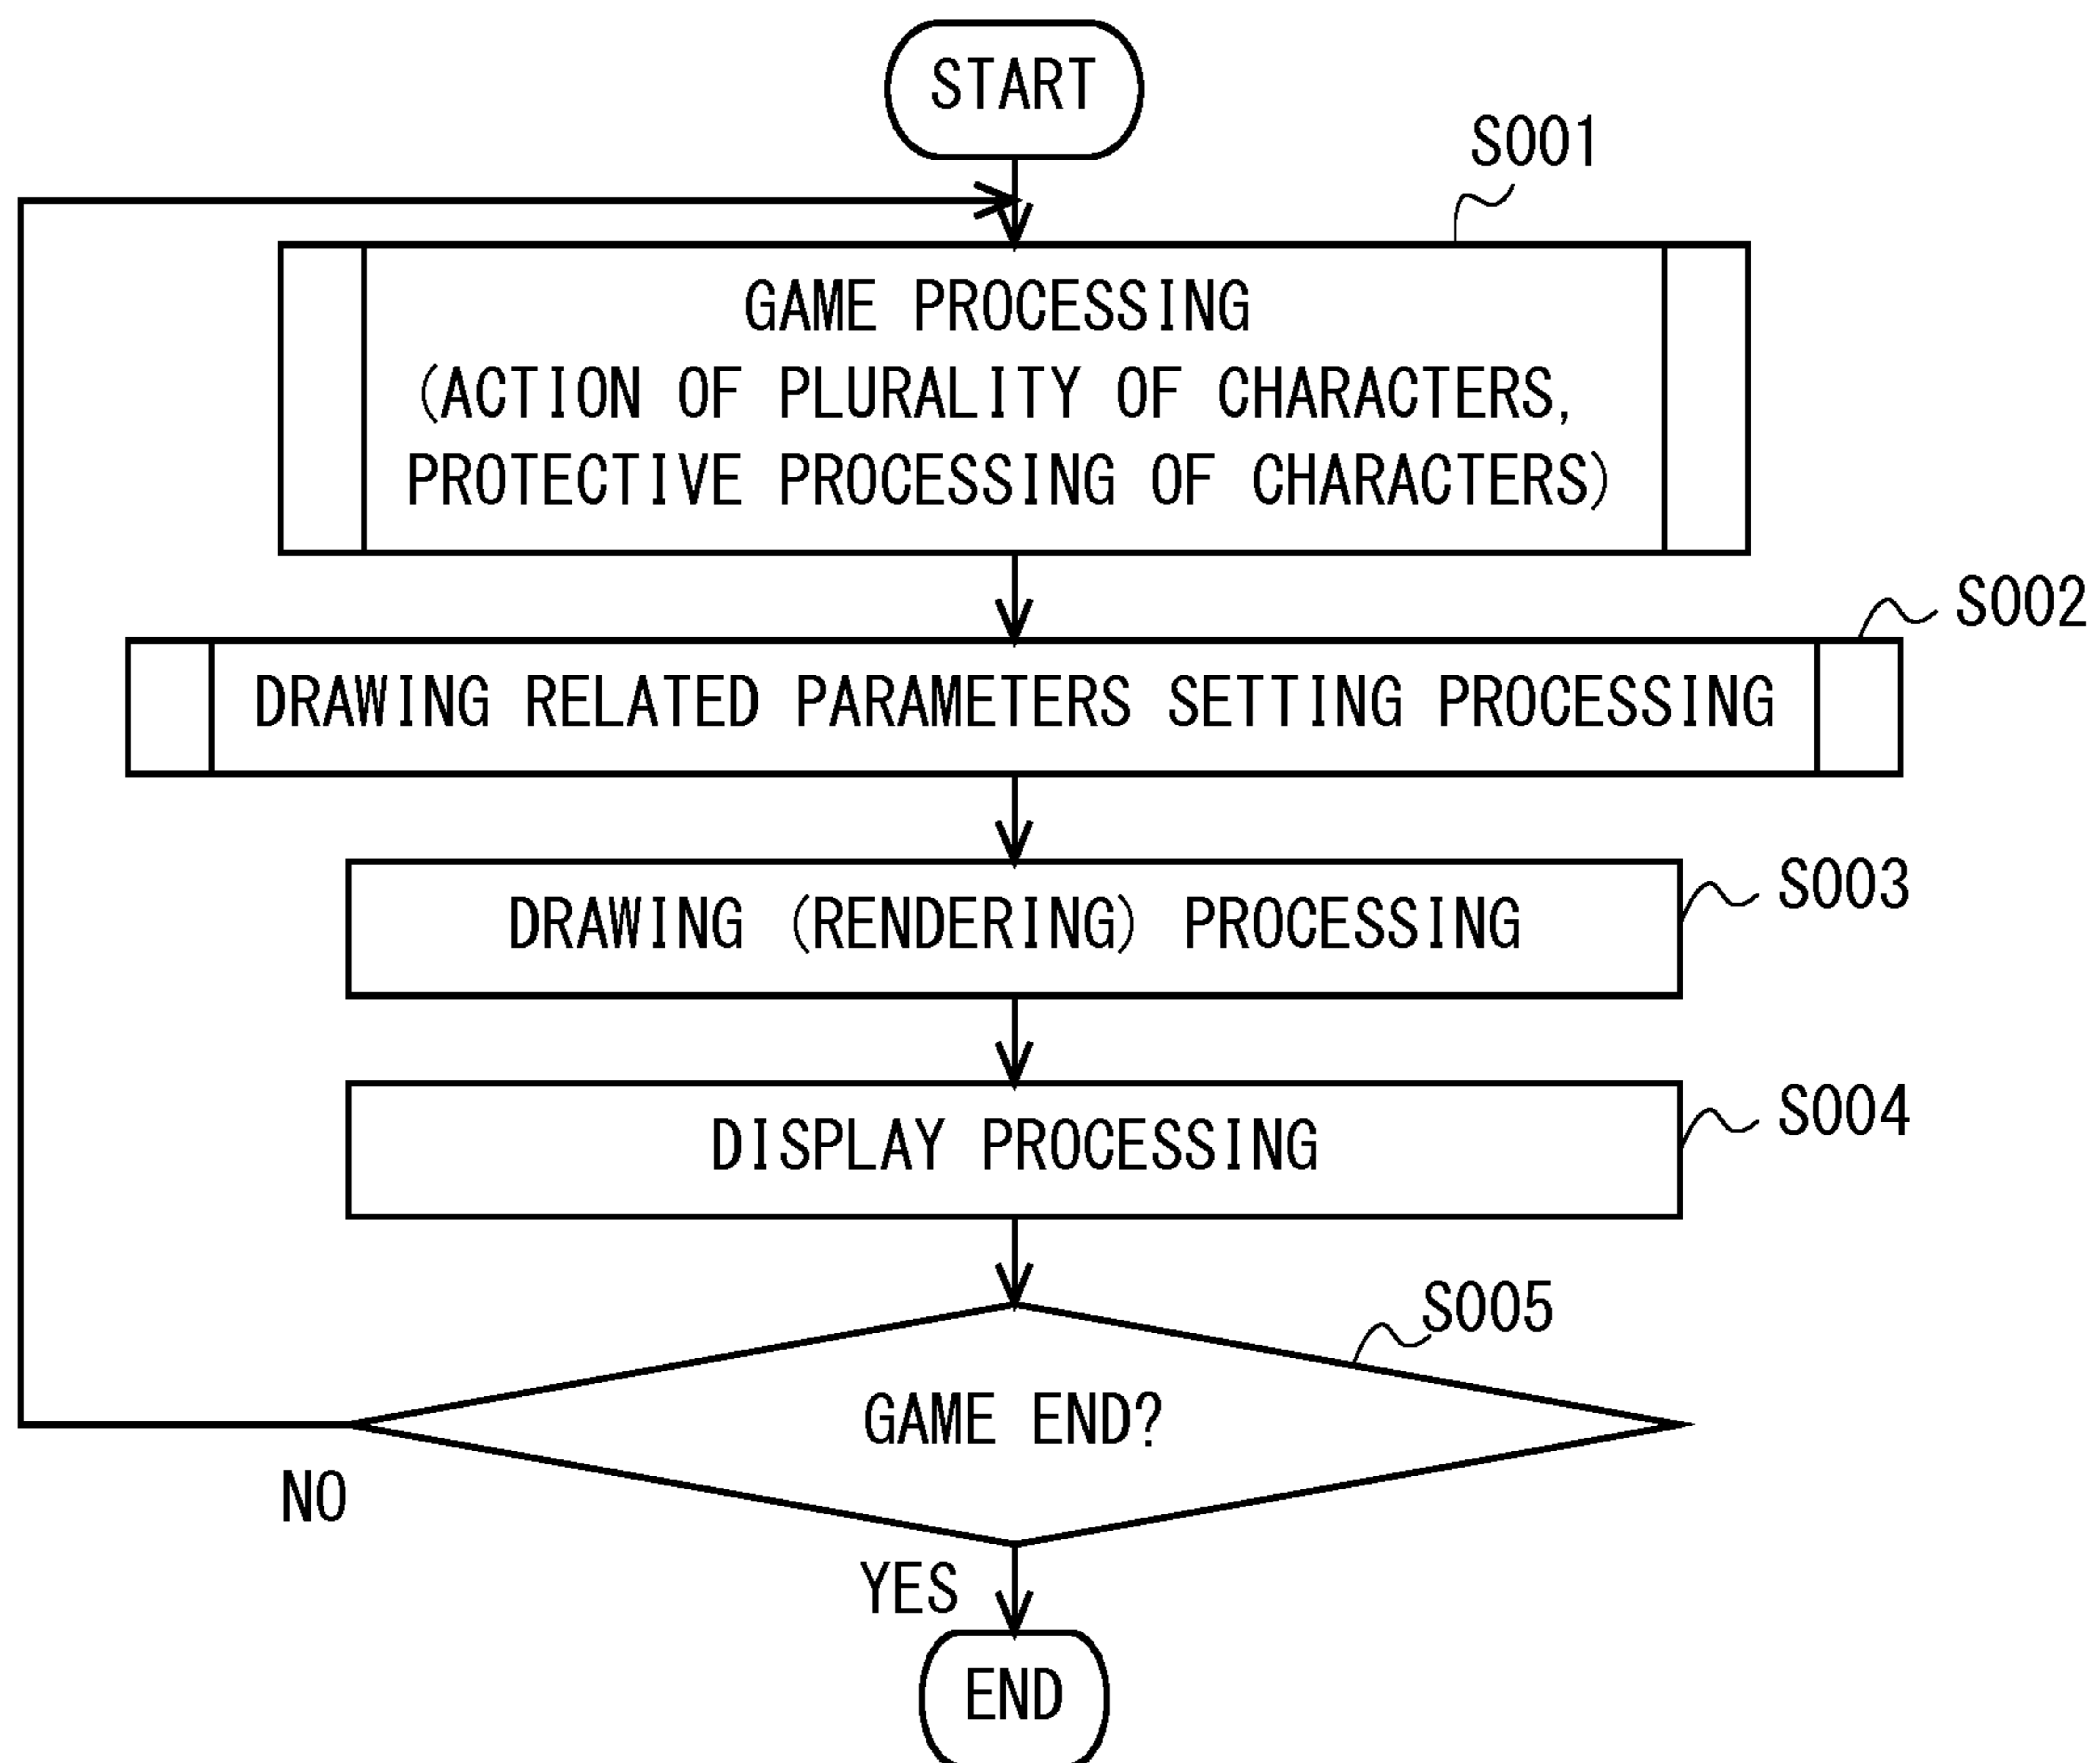 START
S001
GAME PROCESSING
(ACTION OF PLURALITY OF CHARACTERS,
PROTECTIVE PROCESSING OF CHARACTERS)
S002
DRAWING RELATED PARAMETERS SETTING PROCESSING
S003
DRAWING (RENDERING) PROCESSING
S004
DISPLAY PROCESSING
S005
GAME END?
NO
YES
END